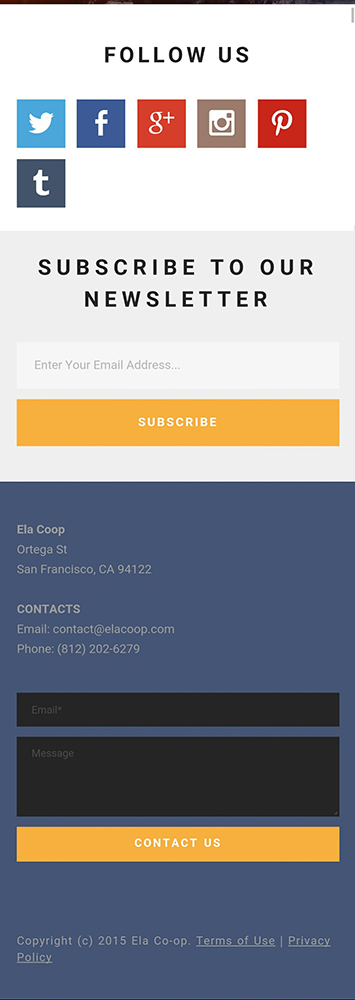 FOLLOW US
g+
SUBSCRIBE TO OUR
NEWSLETTER
Enter Your Email Address...
SUBSCRIBE
Ela Coop
Ortega St
San Francisco, CA 94122
CONTACTS
Email: contact@elacoop.com
Phone: (812) 202-6279
Email*
Message
CONTACT US
Copyright (c) 2015 Ela Co-op. Terms of Use | Privacy
Policy